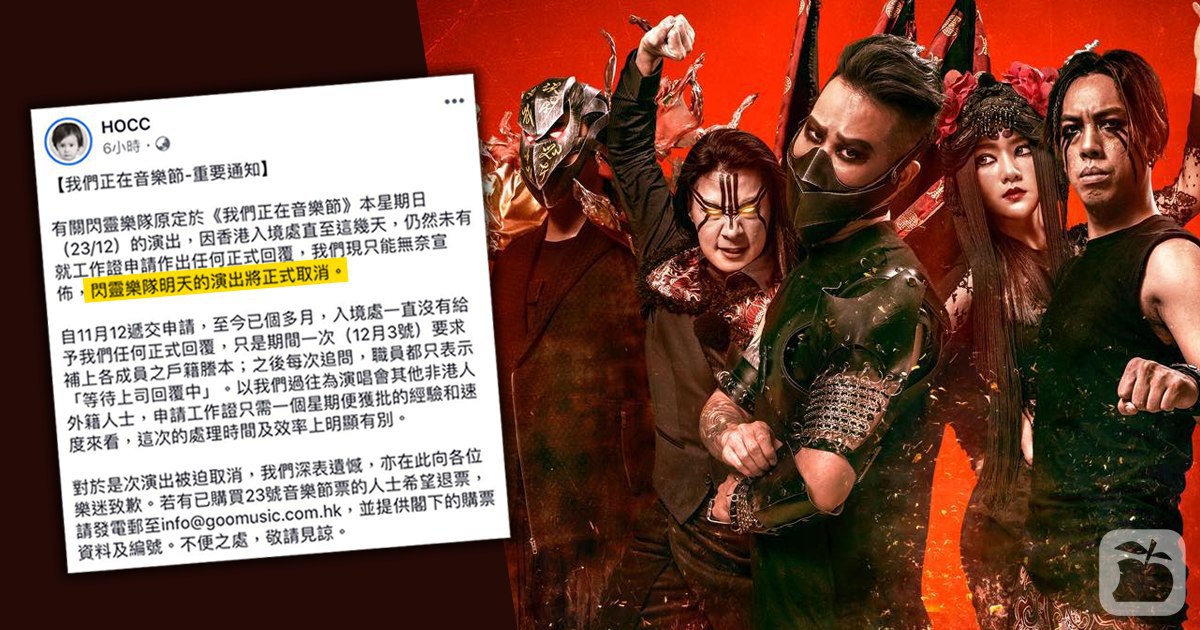 HOCC
6小時
【我們正在音樂節-重要通知】
有關閃靈樂隊原定於《我們正在音樂節》本星期日
（23/12）的演出，因香港入境處直至這幾天，仍然未有
就工作證申請作出任何正式回覆，我們現只能無奈宣
佈，閃靈樂隊明天的演出將正式取消。
自11月12遞交申請，至今已個多月，入境處一直沒有給
予我們任何正式回覆，只是期間一次（12月3號）要求
補上各成員之戶籍謄本；之後每次追問，職員都只表示
「等待上司回覆中」。以我們過往為演唱會其他非港人
外籍人士，申請工作證只需一個星期便獲批的經驗和速
度來看，這次的處理時間及效率上明顯有別。
對於是次演出被迫取消，我們深表遺憾，亦在此向各位
樂迷致歉。若有已購買23號音樂節票的人士希望退票，
請發電郵至info@goomusic.com.hk，並提供閣下的購票
資料及編號。不便之處，敬請見諒。